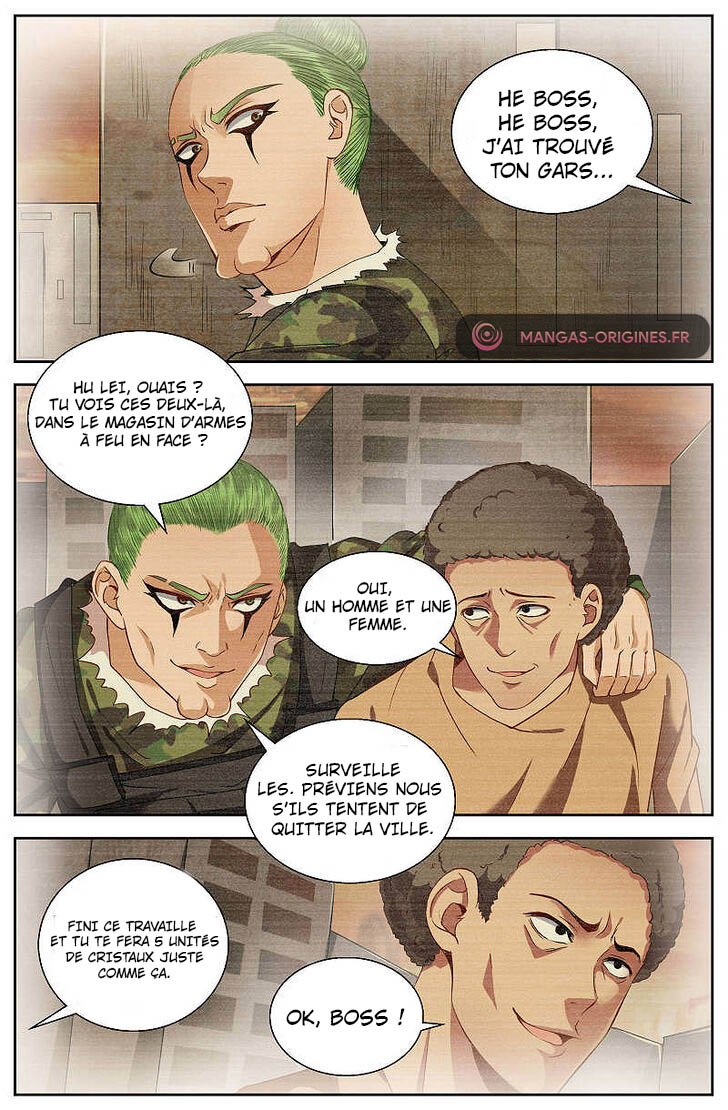 HE BOSS,
HE BOSS,
J'AI TROUVÉ
TON GARS...
MANGAS-ORIGINES.FR
HU LEI, OUAIS ?
TU VOIS CES DEUX-LÀ,
DANS LE MAGASIN D'ARMES
À FEU EN FACE ?
OUI,
UN HOMME ET UNE
FEMME.
SURVEILLE
LES. PRÉVIENS NOUS
S'ILS TENTENT DE
QUITTER LA VILLE.
FINI CE TRAVAILLE
ET TU TE FERA 5 UNITÉS
DE CRISTAUX JUSTE
COMME ÇA.
OK, BOSS !